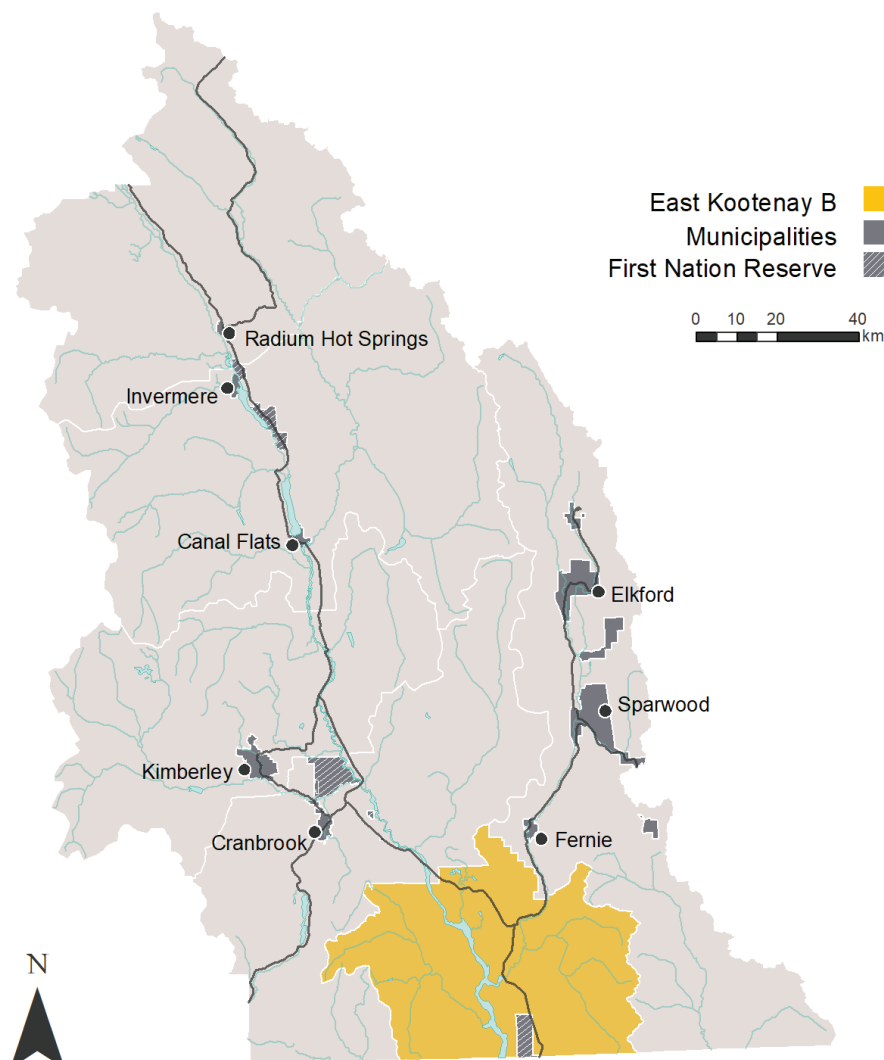 East Kootenay B
Municipalities
First Nation Reserve
0 10 20 40
km
Radium Hot Springs
Invermere
Canal Flats
Elkford
Sparwood
Kimberley
Cranbrook
Fernie
N